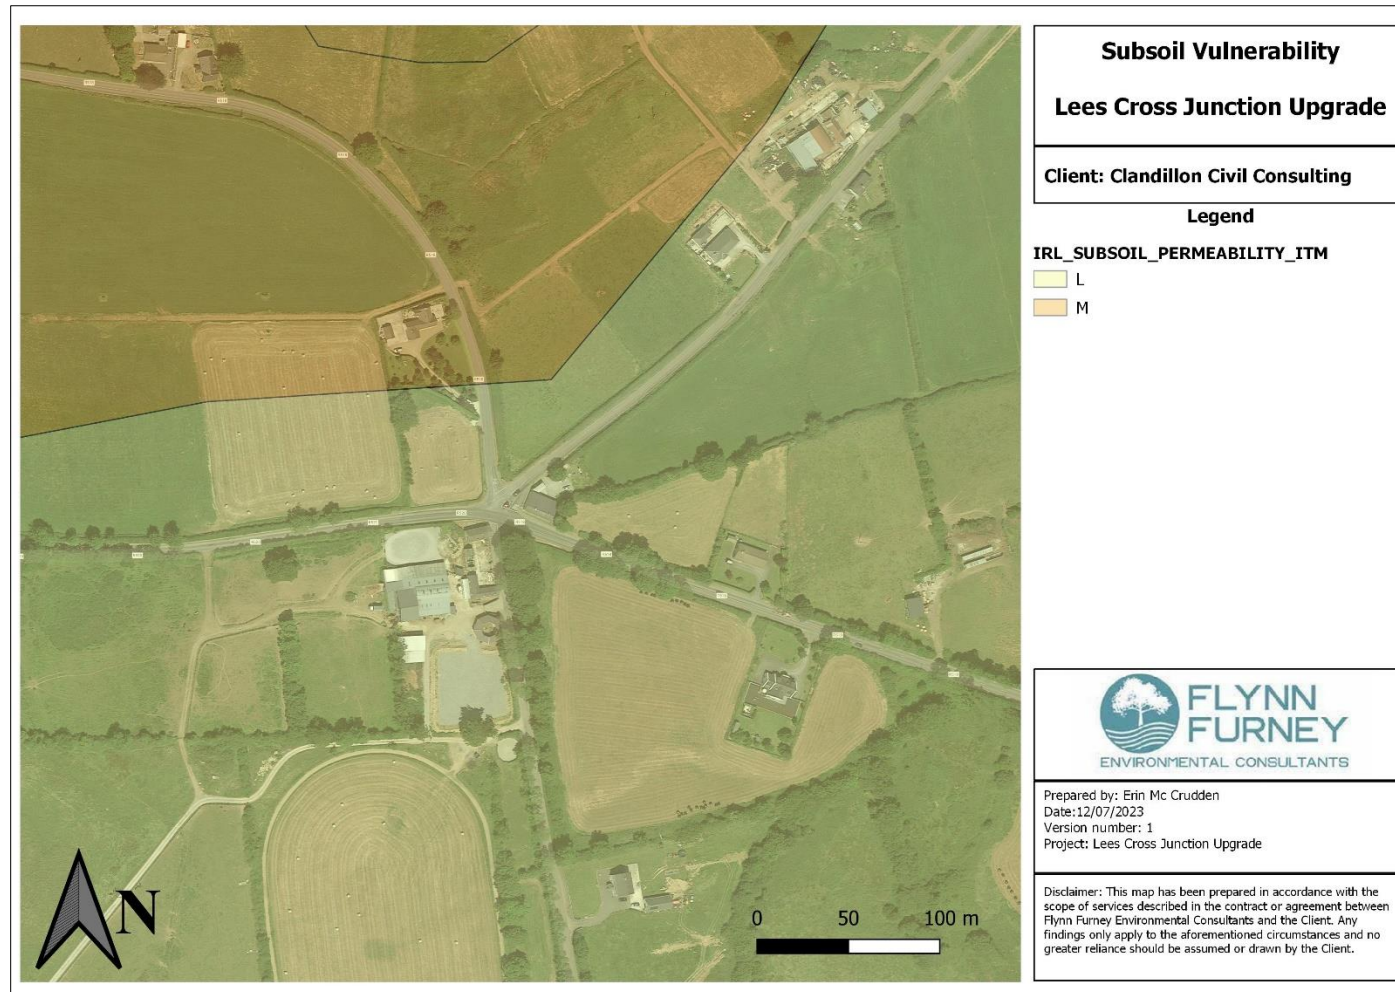 Subsoil Vulnerability
Lees Cross Junction Upgrade
Client: Clandillon Civil Consulting
Legend
IRL_SUBSOIL_PERMEABILITY_ITM
L
M
N
0 50 100 m
FLYNN
FURNEY
ENVIRONMENTAL CONSULTANTS
Prepared by: Erin Mc Crudden
Date:12/07/2023
Version number: 1
Project: Lees Cross Junction Upgrade
Disclaimer: This map has been prepared in accordance with the
scope of services described in the contract or agreement between
Flynn Furney Environmental Consultants and the Client. Any
findings only apply to the aforementioned circumstances and no
greater reliance should be assumed or drawn by the Client.